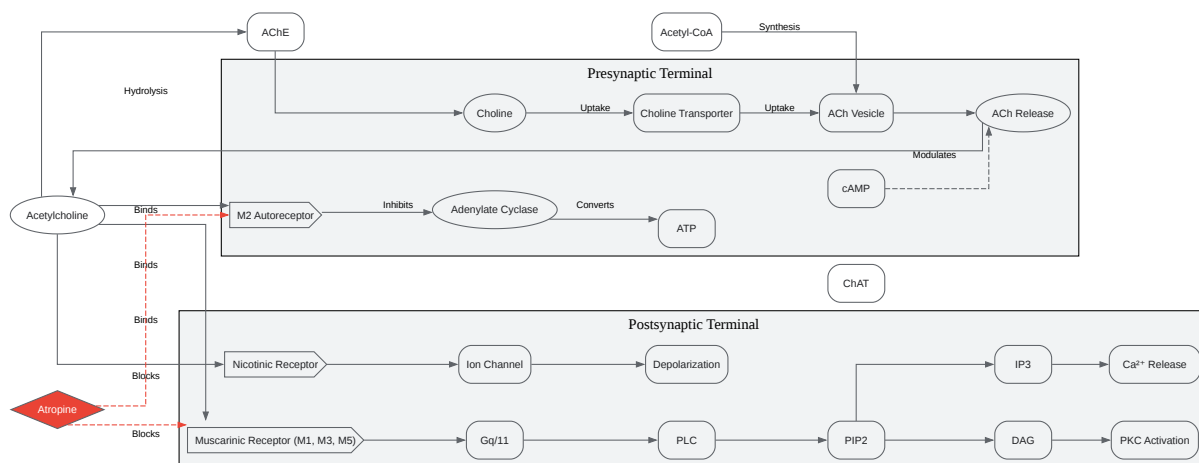 AChE
Acetyl-CoA
Synthesis
Presynaptic Terminal
Hydrolysis
Choline
Uptake
Choline Transporter
Uptake
ACh Vesicle
ACh Release
Modulates
cAMP
Acetylcholine
Binds
M2 Autoreceptor
Inhibits
Adenylate Cyclase
Converts
ATP
Binds
ChAT
Binds
Postsynaptic Terminal
Nicotinic Receptor
Ion Channel
Depolarization
IP3
Ca²⁺ Release
Blocks
Atropine
Blocks
Muscarinic Receptor (M1, M3, M5)
Gq/11
PLC
PIP2
DAG
PKC Activation